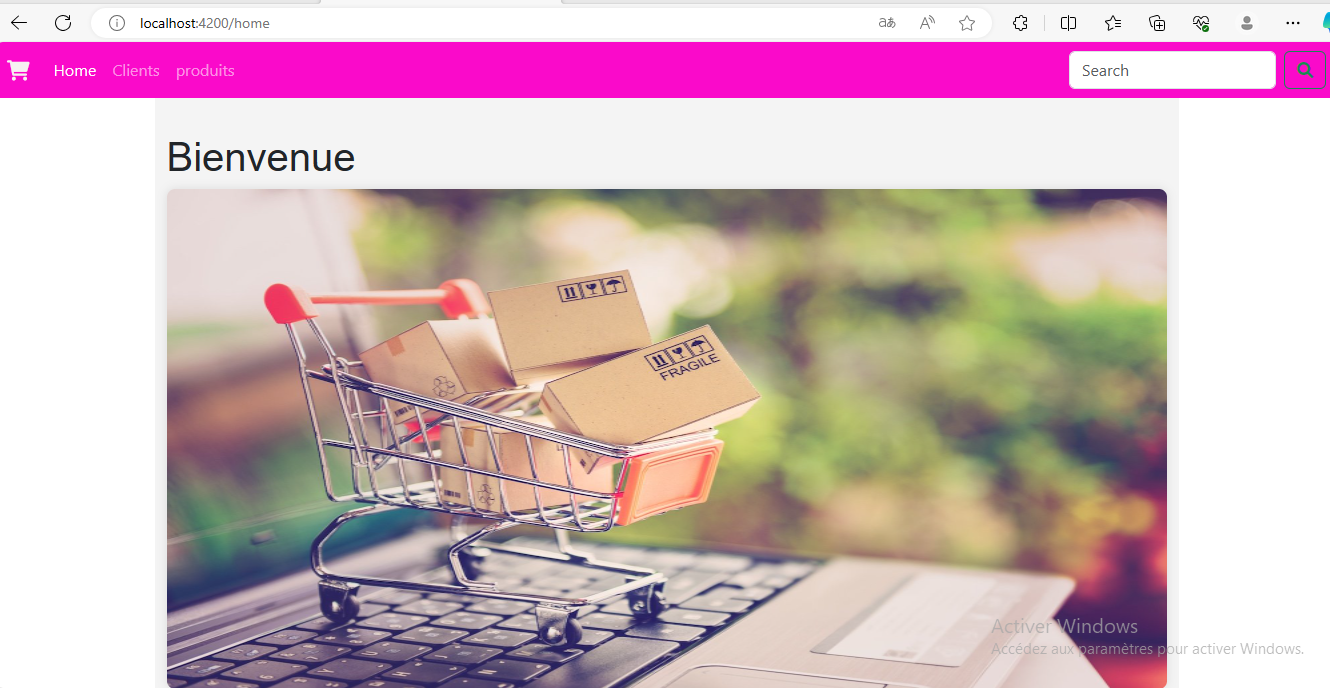 localhost:4200/home
Home Clients produits
Search
Bienvenue
FRAGILE
Activer Windows
Accédez aux paramètres pour activer Windows.